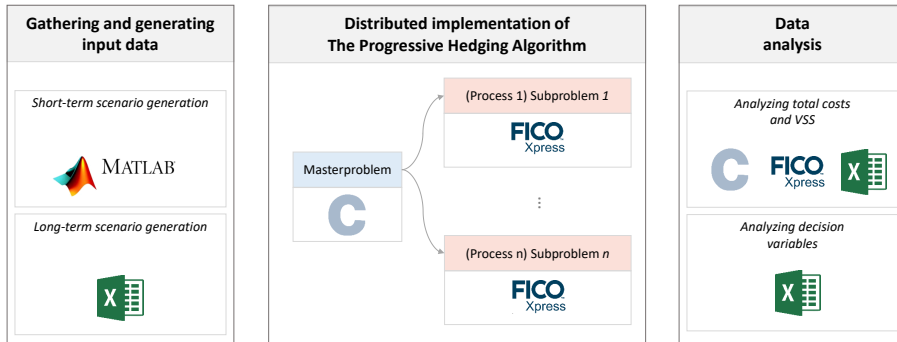 Gathering and generating
input data
Short-term scenario generation
MATLAB
Long-term scenario generation
X
Distributed implementation of
The Progressive Hedging Algorithm
Masterproblem
C
(Process 1) Subproblem 1
FICO
Xpress
⋮
(Process n) Subproblem n
FICO
Xpress
Data
analysis
Analyzing total costs
and VSS
C
FICO
Xpress
X
Analyzing decision
variables
X